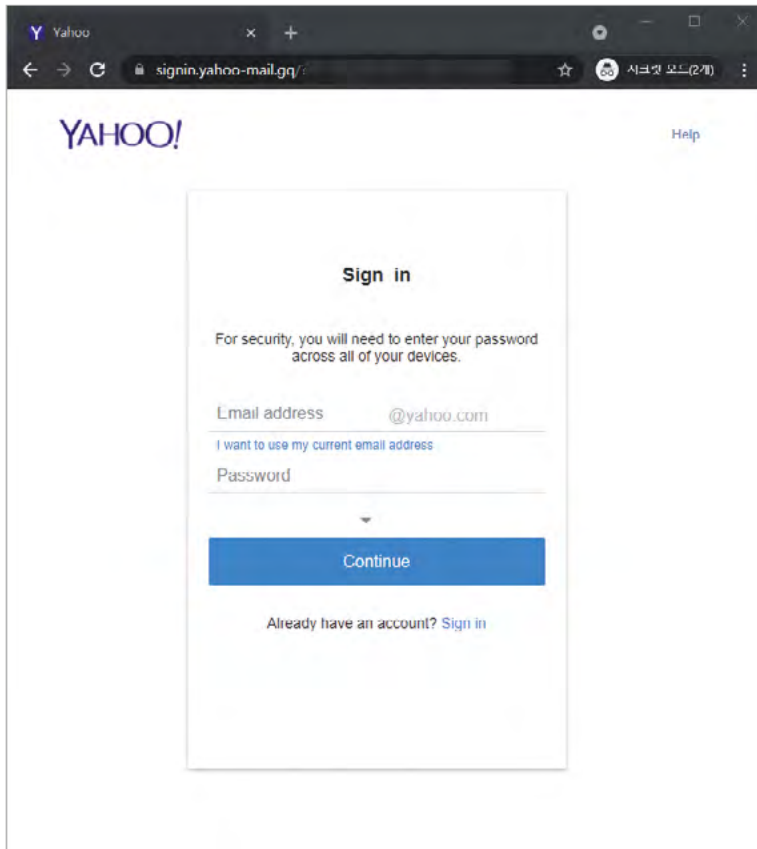 Yahoo
signin.yahoo-mail.gq/
시크릿 모드(2개)
YAHOO!
Help
Sign in
For security, you will need to enter your password
across all of your devices.
Email address @yahoo.com
I want to use my current email address
Password
Continue
Already have an account? Sign in